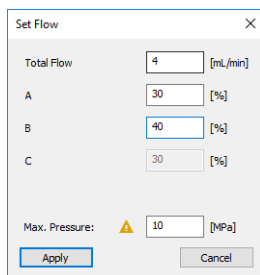 Set Flow
Total Flow 4 [mL/min]
A 30 [%]
B 40 [%]
C 30 [%]
Max. Pressure: 10 [MPa]
Apply Cancel